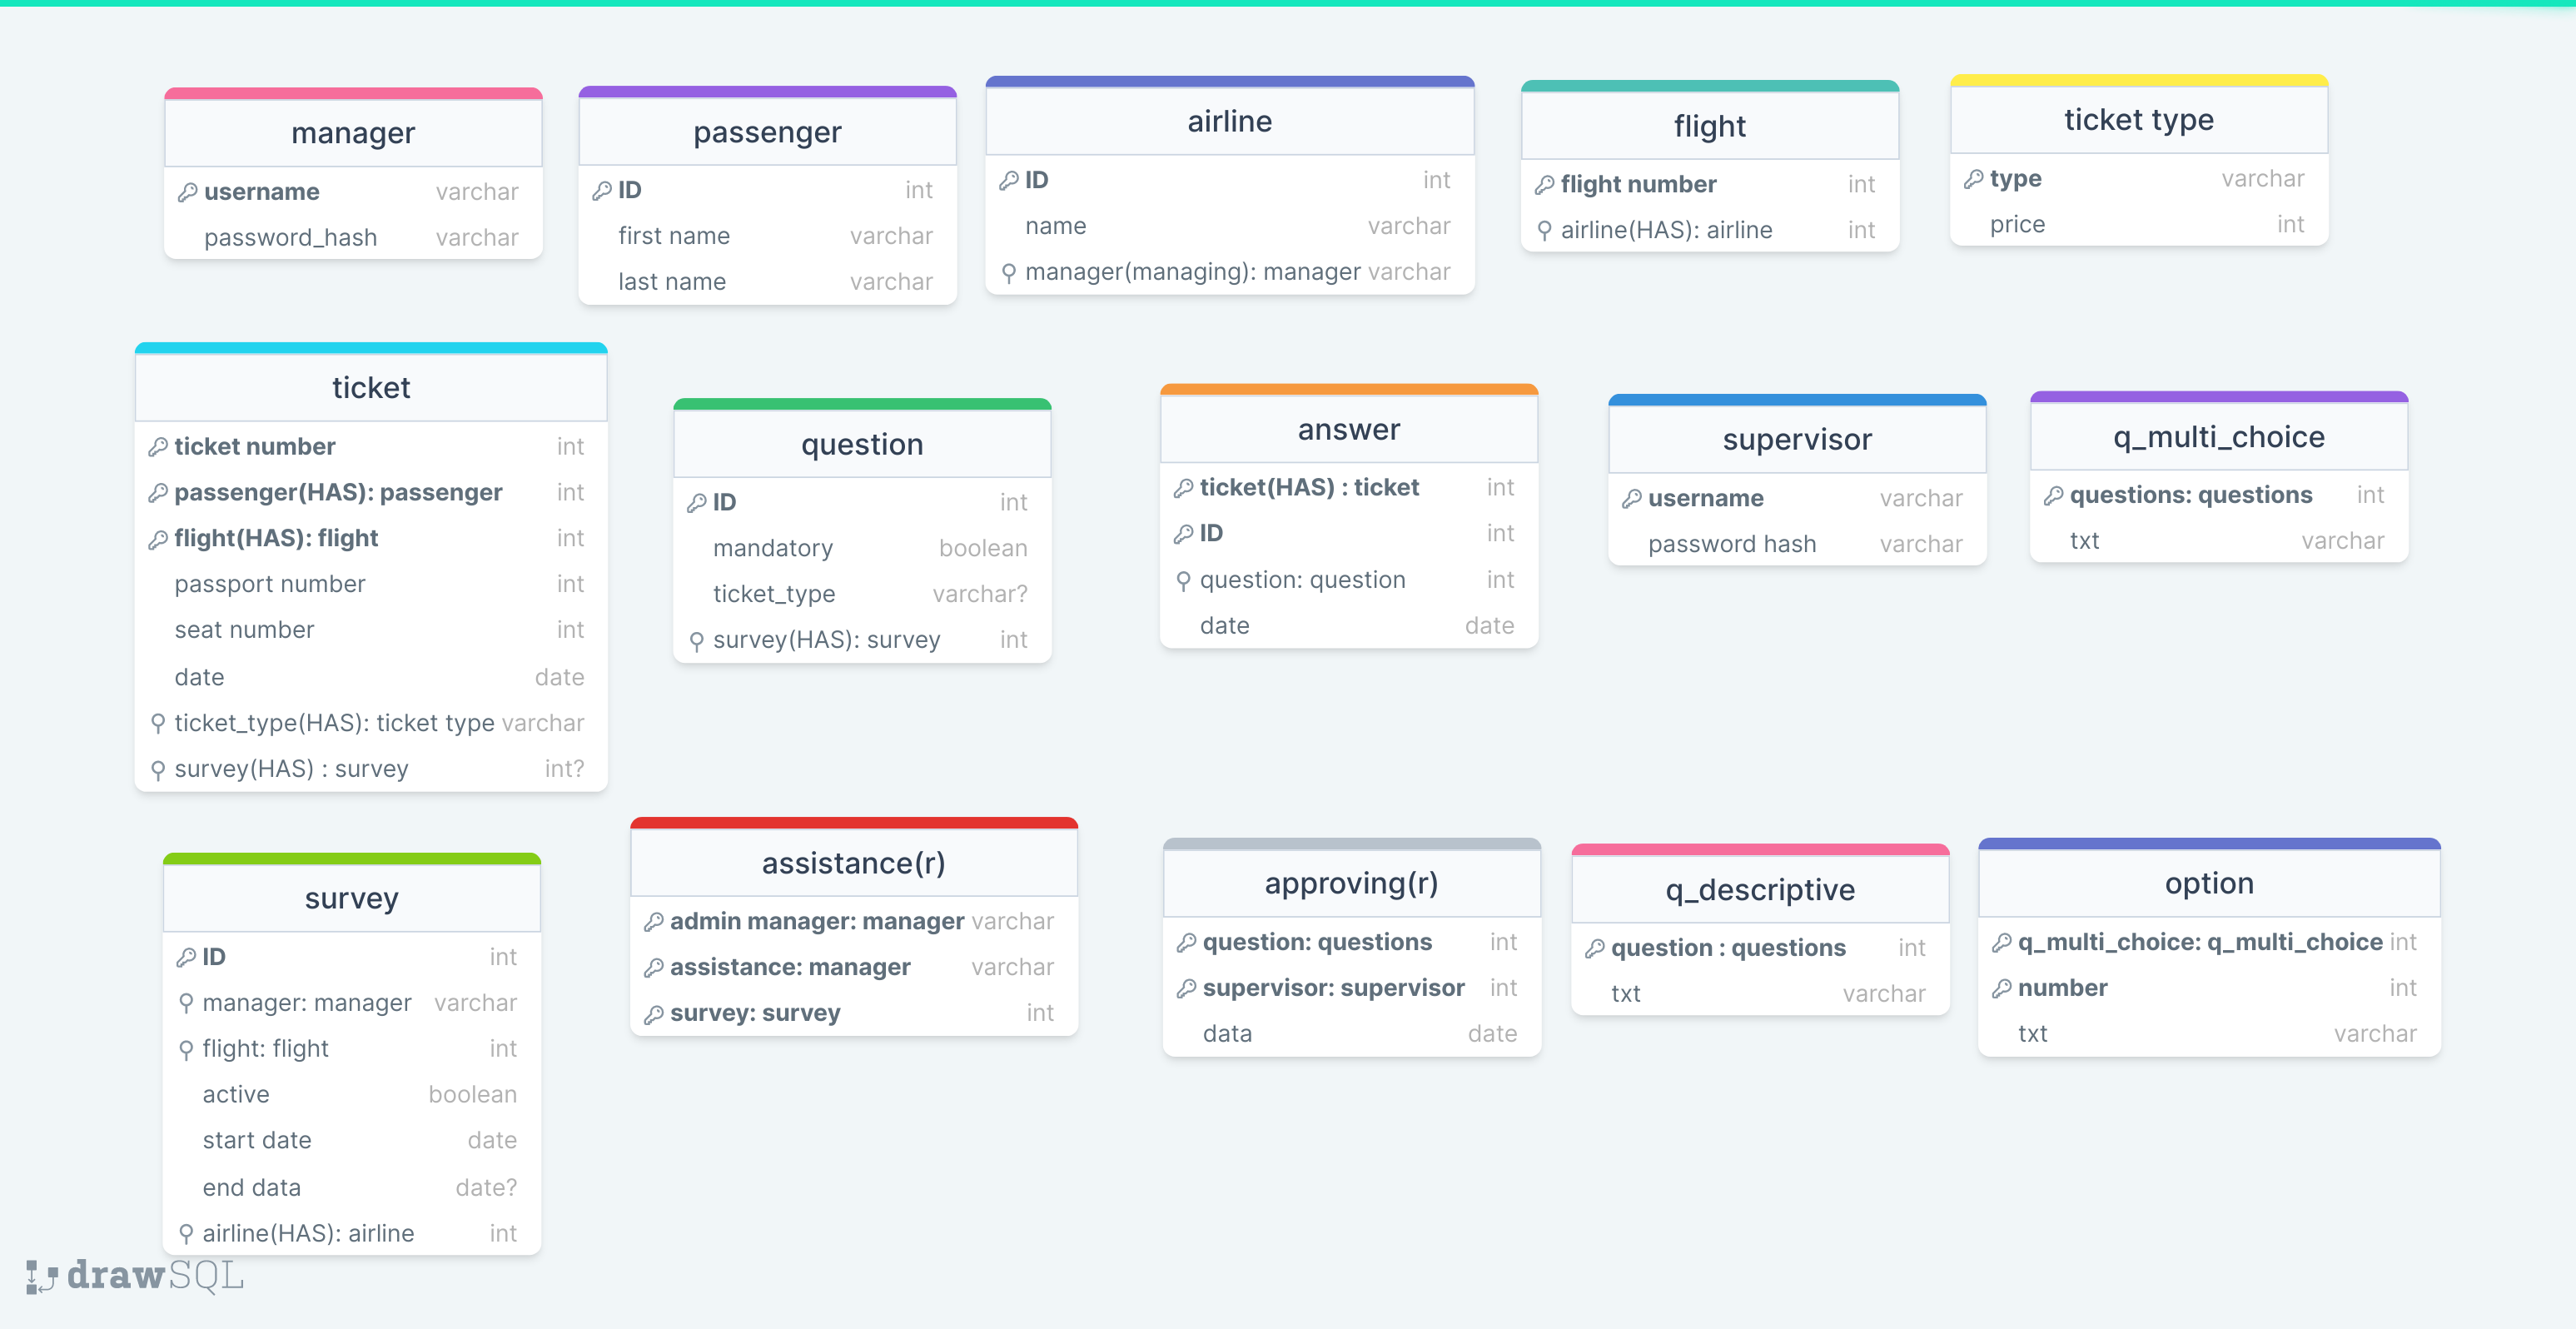 manager
username varchar
password_hash varchar
passenger
ID int
first name varchar
last name varchar
airline
ID int
name varchar
manager(managing): manager varchar
flight
flight number int
airline(HAS): airline int
ticket type
type varchar
price int
ticket
ticket number int
passenger(HAS): passenger int
flight(HAS): flight int
passport number int
seat number int
date date
ticket_type(HAS): ticket type varchar
survey(HAS) : survey int?
question
ID int
mandatory boolean
ticket_type varchar?
survey(HAS): survey int
answer
ticket(HAS) : ticket int
ID int
question: question int
date date
supervisor
username varchar
password hash varchar
q_multi_choice
questions: questions int
txt varchar
survey
ID int
manager: manager varchar
flight: flight int
active boolean
start date date
end data date?
airline(HAS): airline int
assistance(r)
admin manager: manager varchar
assistance: manager varchar
survey: survey int
approving(r)
question: questions int
supervisor: supervisor int
data date
q_descriptive
question : questions int
txt varchar
option
q_multi_choice: q_multi_choice int
number int
txt varchar
drawSQL